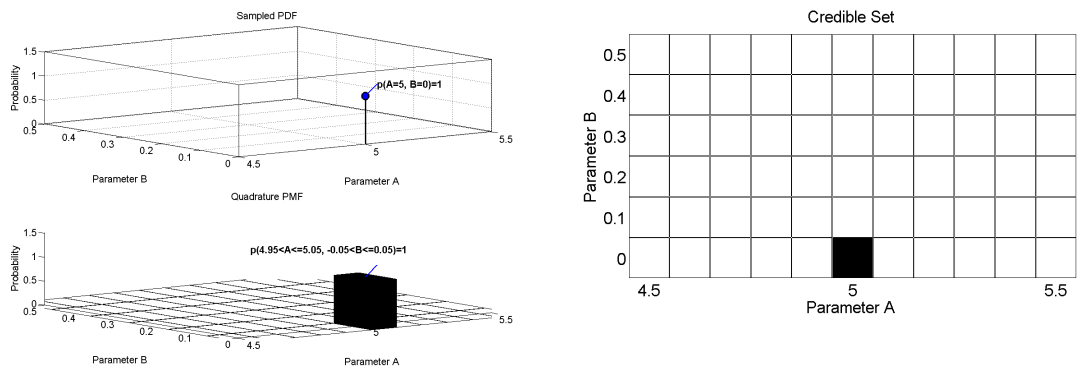 Sampled PDF
1.5
1
0.5
0
Probability
p(A=5, B=0)=1
0.5
0.4
0.3
0.2
0.1
0
4.5
5
5.5
Parameter B
Parameter A
Quadrature PMF
p(4.95<A<=5.05, -0.05<B<=0.05)=1
1.5
1
0.5
0
Probability
0.5
0.4
0.3
0.2
0.1
0
4.5
5
5.5
Parameter B
Parameter A
Credible Set
0.5
0.4
0.3
0.2
0.1
0
Parameter B
4.5
5
5.5
Parameter A